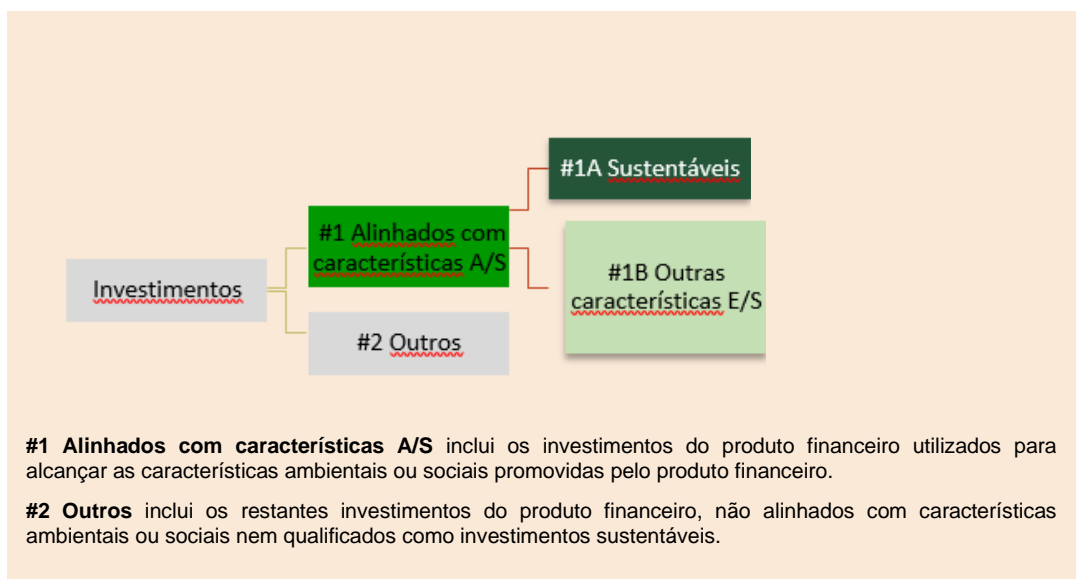 #1A Sustentáveis
#1 Alinhados com
características A/S
#1B Outras
características E/S
Investimentos
#2 Outros
#1 Alinhados com características A/S inclui os investimentos do produto financeiro utilizados para
alcançar as características ambientais ou sociais promovidas pelo produto financeiro.
#2 Outros inclui os restantes investimentos do produto financeiro, não alinhados com características
ambientais ou sociais nem qualificados como investimentos sustentáveis.